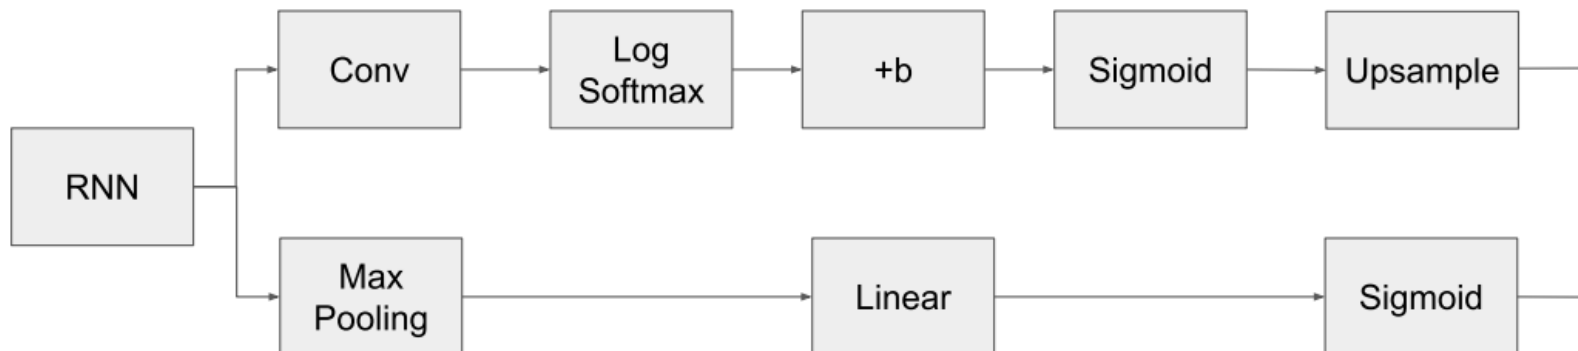 Conv
Log
Softmax
+b
Sigmoid
Upsample
RNN
Max
Pooling
Linear
Sigmoid